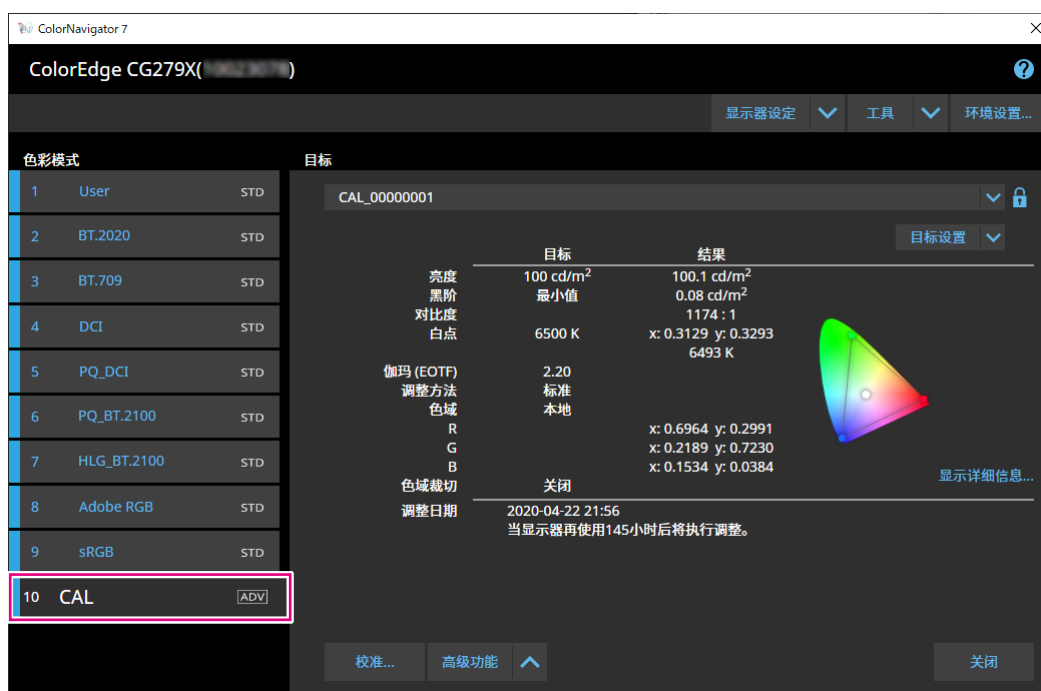 ColorNavigator 7
ColorEdge CG279X( )
显示器设定
工具
环境设置...
色彩模式
目标
1 User STD
2 BT.2020 STD
3 BT.709 STD
4 DCI STD
5 PQ_DCI STD
6 PQ_BT.2100 STD
7 HLG_BT.2100 STD
8 Adobe RGB STD
9 sRGB STD
10 CAL ADV
CAL_00000001
目标设置
目标 结果
亮度 100 cd/m² 100.1 cd/m²
黑阶 最小值 0.08 cd/m²
对比度 1174 : 1
白点 6500 K x: 0.3129 y: 0.3293
6493 K
伽玛 (EOTF) 2.20
调整方法 标准
色域 本地
R x: 0.6964 y: 0.2991
G x: 0.2189 y: 0.7230
B x: 0.1534 y: 0.0384
显示详细信息...
色域裁切 关闭
调整日期 2020-04-22 21:56
当显示器再使用145小时后将执行调整。
校准...
高级功能
关闭